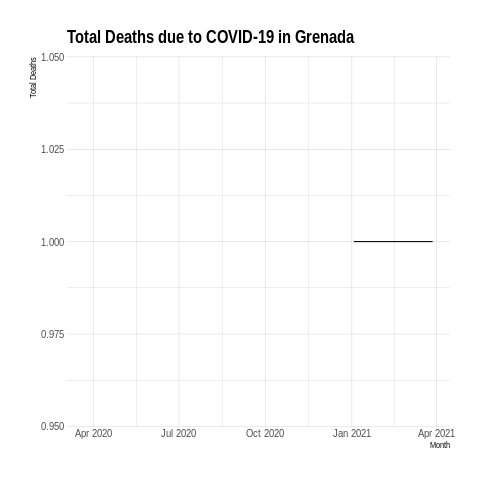 Total Deaths due to COVID-19 in Grenada
Total Deaths
1.050
1.025
1.000
0.975
0.950
Apr 2020 Jul 2020 Oct 2020 Jan 2021 Apr 2021
Month